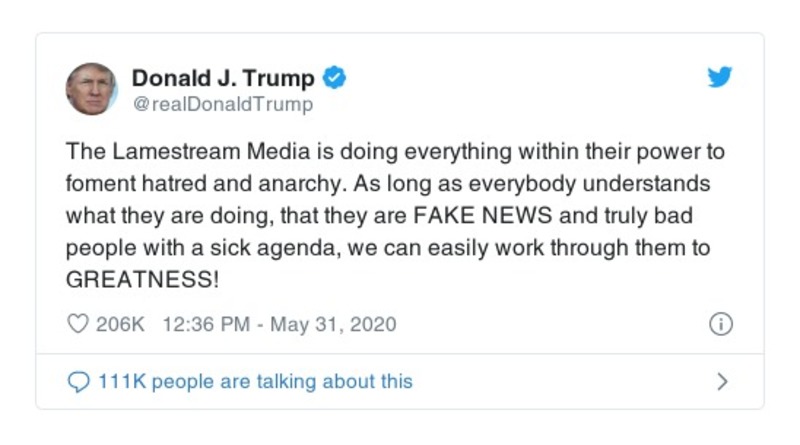 Donald J. Trump
@realDonaldTrump
The Lamestream Media is doing everything within their power to
foment hatred and anarchy. As long as everybody understands
what they are doing, that they are FAKE NEWS and truly bad
people with a sick agenda, we can easily work through them to
GREATNESS!
206K 12:36 PM - May 31, 2020
111K people are talking about this